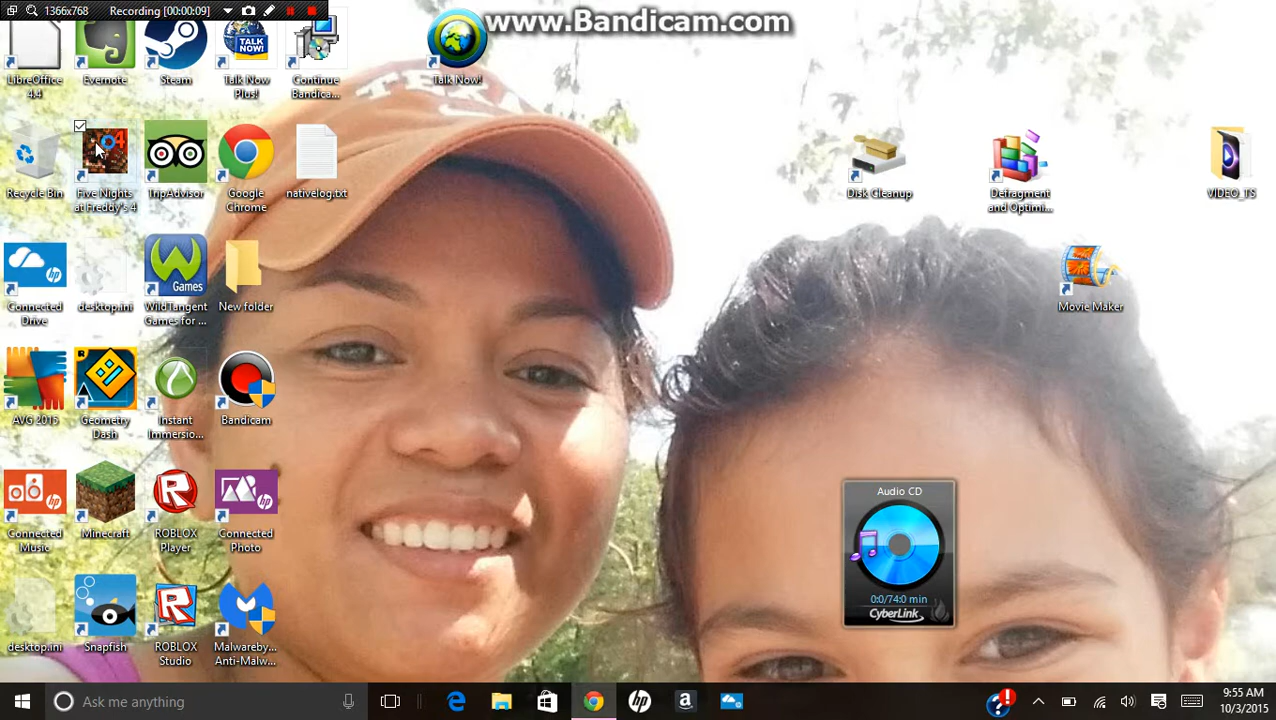 1366x768 Recording [00:00:09]
www.Bandicam.com
LibreOffice
4.4
Evernote
Steam
TALK
NOW!
Talk Now
Plus!
Continue
Bandica...
Talk Now!
Recycle Bin
4
Five Nights
at Freddy's 4
TripAdvisor
Google
Chrome
nativelog.txt
Disk Cleanup
Defragment
and Optimi...
VIDEO_TS
Connected
Drive
desktop.ini
W
Games
WildTangent
Games for ...
New folder
Movie Maker
AVG 2015
Geometry
Dash
Instant
Immersio...
Bandicam
Connected
Music
Minecraft
ROBLOX
Player
Connected
Photo
Audio CD
0:0/74:0 min
CyberLink
desktop.ini
Snapfish
ROBLOX
Studio
Malwareby...
Anti-Malw...
Ask me anything
9:55 AM
10/3/2015